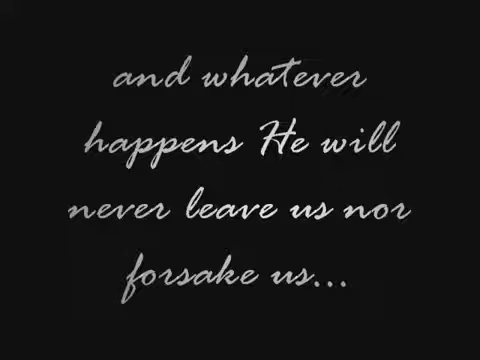 and whatever
happens He will
never leave us nor
forsake us...